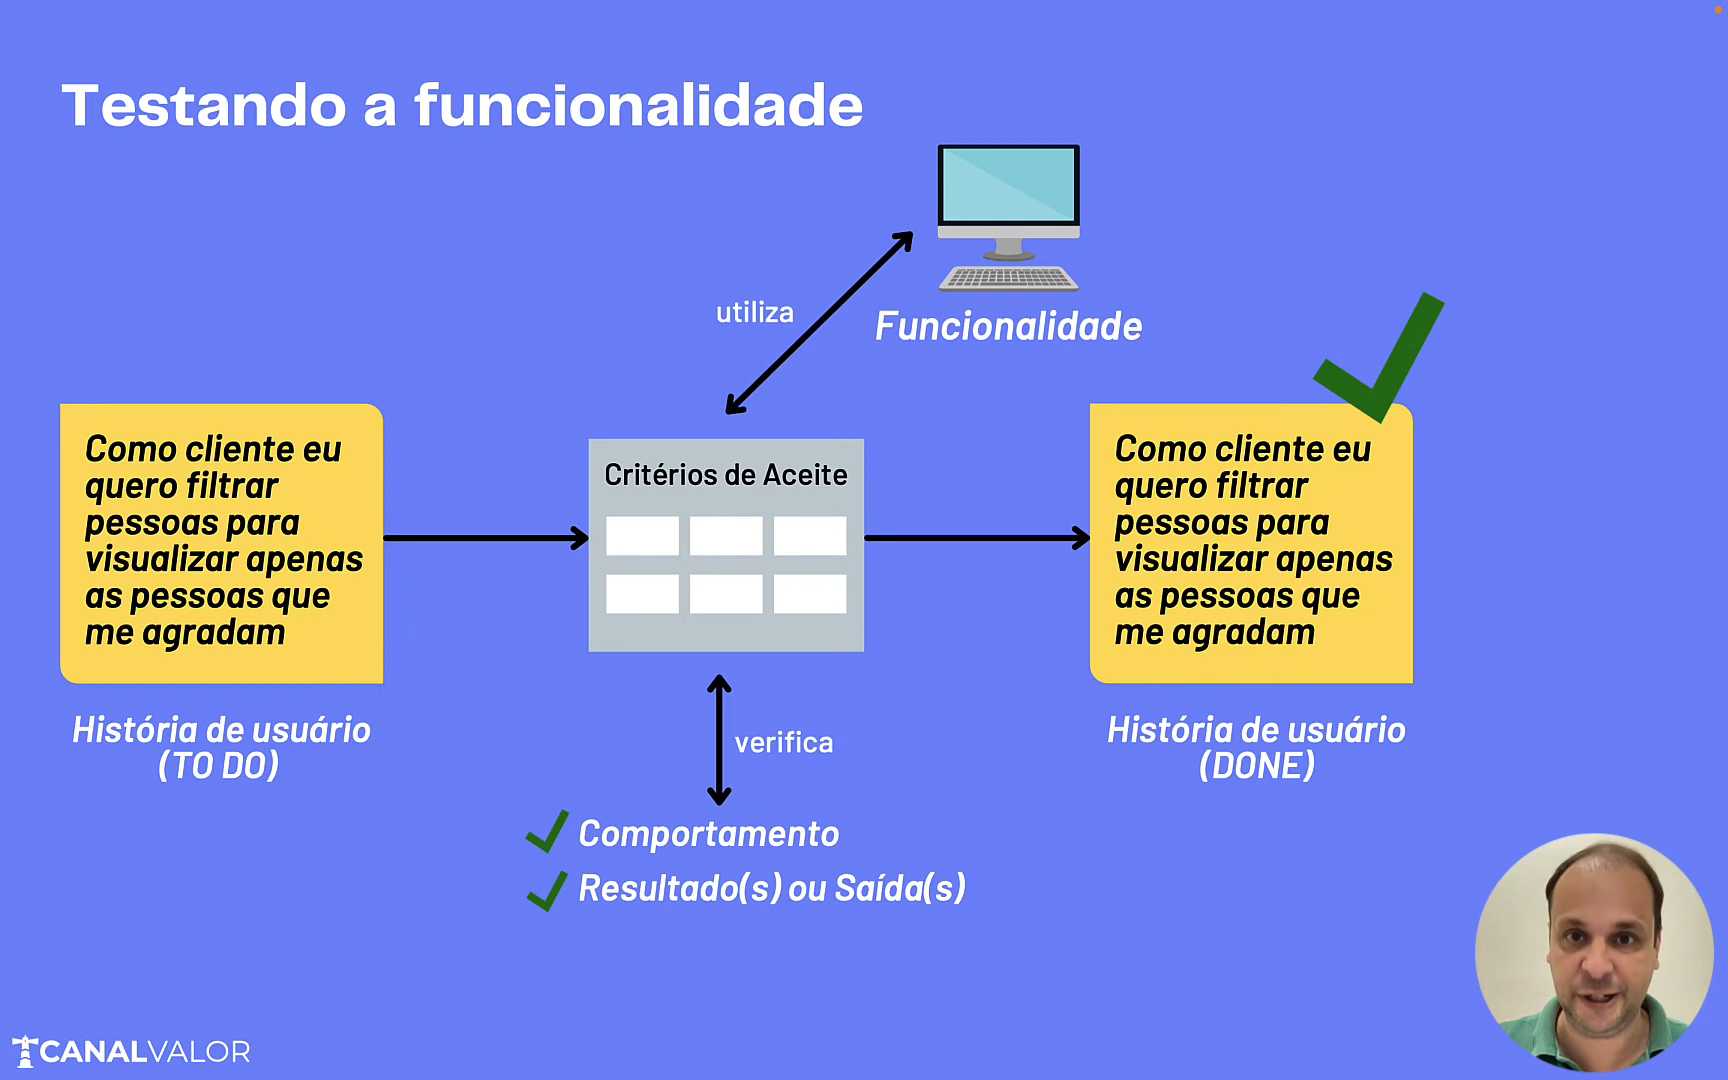 Testando a funcionalidade
utiliza
Funcionalidade
Como cliente eu
quero filtrar
pessoas para
visualizar apenas
as pessoas que
me agradam
História de usuário
(TO DO)
Critérios de Aceite
verifica
Comportamento
Resultado(s) ou Saída(s)
Como cliente eu
quero filtrar
pessoas para
visualizar apenas
as pessoas que
me agradam
História de usuário
(DONE)
CANALVALOR